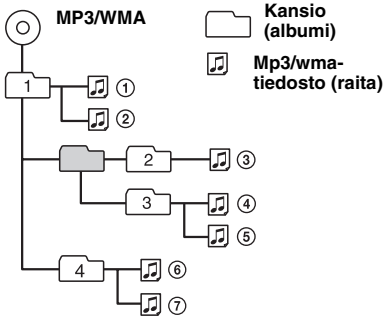 MP3/WMA
Kansio
(albumi)
Mp3/wma-
tiedosto (raita)
1
①
②
2
③
3
④
⑤
4
⑥
⑦